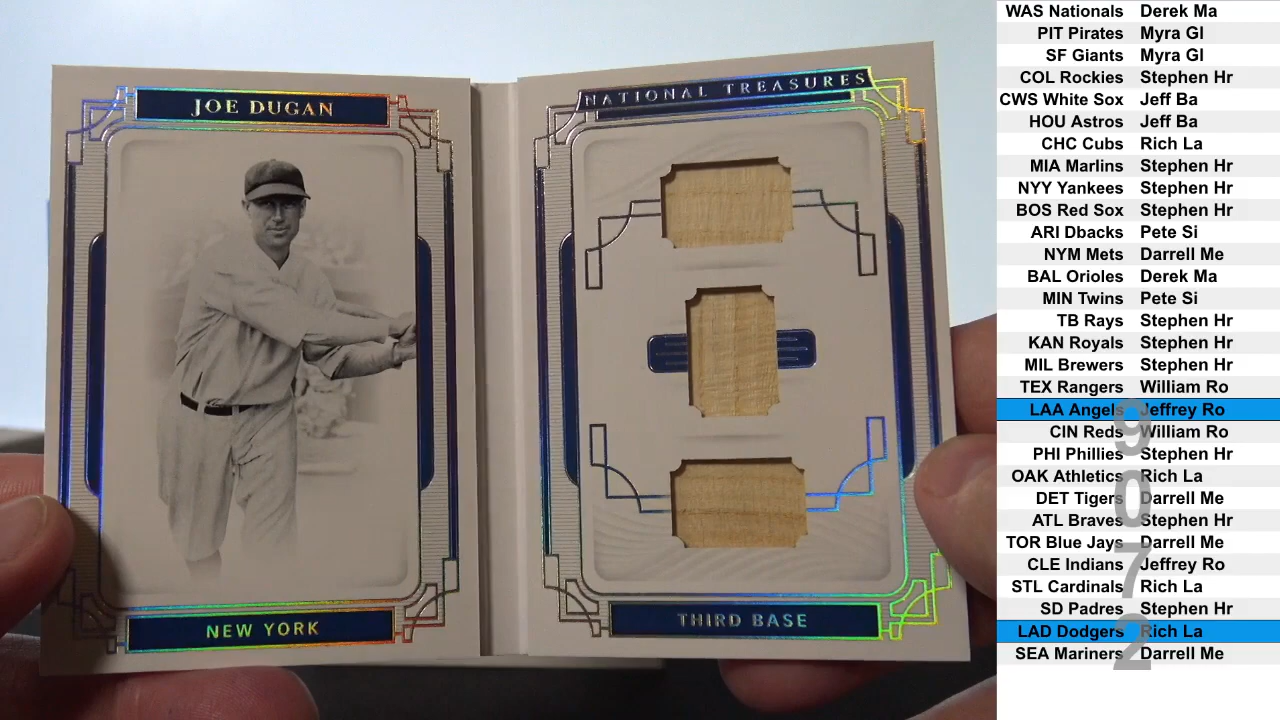 JOE DUGAN
NEW YORK
NATIONAL TREASURES
THIRD BASE
WAS Nationals Derek Ma
PIT Pirates Myra Gl
SF Giants Myra Gl
COL Rockies Stephen Hr
CWS White Sox Jeff Ba
HOU Astros Jeff Ba
CHC Cubs Rich La
MIA Marlins Stephen Hr
NYY Yankees Stephen Hr
BOS Red Sox Stephen Hr
ARI Dbacks Pete Si
NYM Mets Darrell Me
BAL Orioles Derek Ma
MIN Twins Pete Si
TB Rays Stephen Hr
KAN Royals Stephen Hr
MIL Brewers Stephen Hr
TEX Rangers William Ro
LAA Angels Jeffrey Ro
CIN Reds William Ro
PHI Phillies Stephen Hr
OAK Athletics Rich La
DET Tigers Darrell Me
ATL Braves Stephen Hr
TOR Blue Jays Darrell Me
CLE Indians Jeffrey Ro
STL Cardinals Rich La
SD Padres Stephen Hr
LAD Dodgers Rich La
SEA Mariners Darrell Me
9072